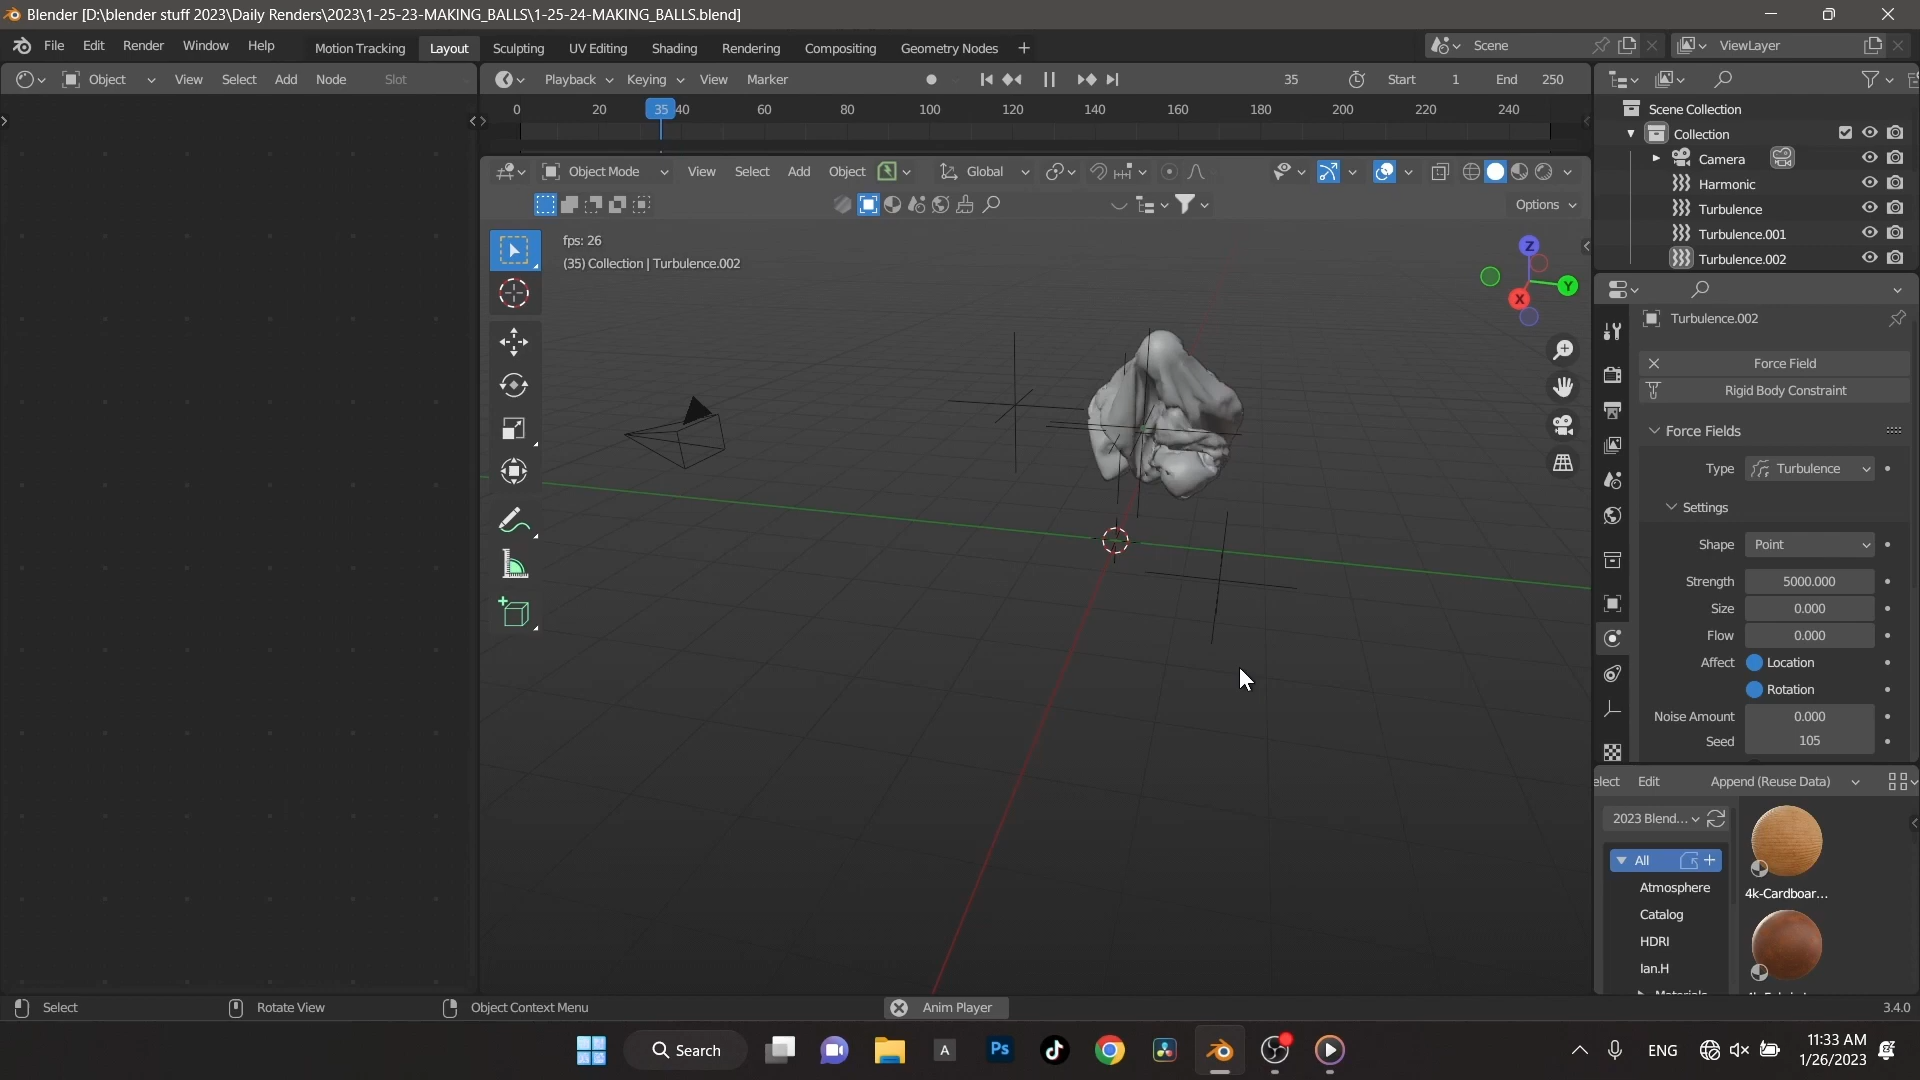 Blender [D:\blender stuff 2023\Daily Renders\2023\1-25-23-MAKING_BALLS\1-25-24-MAKING_BALLS.blend]
File Edit Render Window Help Motion Tracking Layout Sculpting UV Editing Shading Rendering Compositing Geometry Nodes + Scene ViewLayer
Object View Select Add Node Slot
Playback Keying View Marker 35 Start 1 End 250
0 20 35 40 60 80 100 120 140 160 180 200 220 240
Object Mode View Select Add Object Global
Options
fps: 26
(35) Collection | Turbulence.002
Z
Y
X
Scene Collection
Collection
Camera
Harmonic
Turbulence
Turbulence.001
Turbulence.002
Turbulence.002
Force Field
Rigid Body Constraint
Force Fields
Type Turbulence
Settings
Shape Point
Strength 5000.000
Size 0.000
Flow 0.000
Affect Location
Rotation
Noise Amount 0.000
Seed 105
elect Edit Append (Reuse Data)
2023 Blend...
All
Atmosphere
Catalog
HDRI
Ian.H
4k-Cardboar...
Select Rotate View Object Context Menu Anim Player 3.4.0
Search
A
Ps
ENG
11:33 AM
1/26/2023